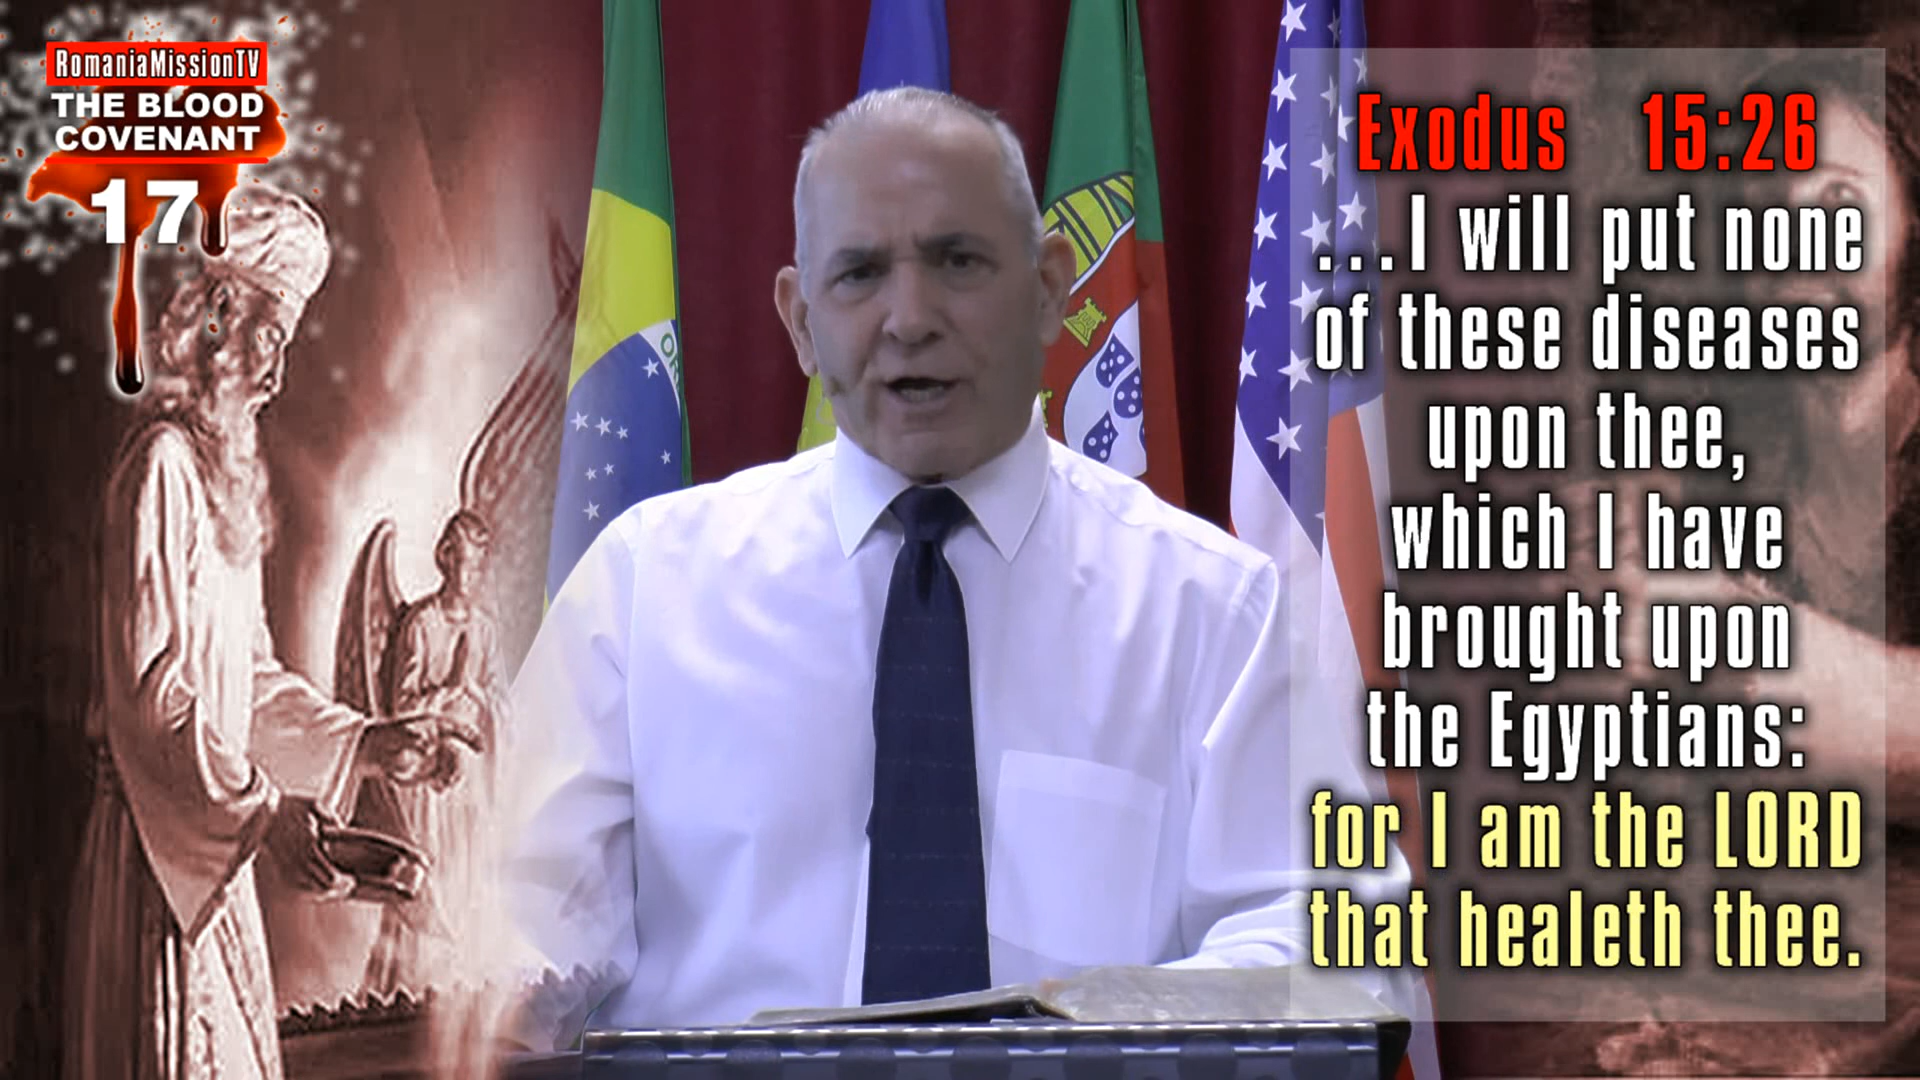 RomaniaMissionTV
THE BLOOD
COVENANT
17
Exodus 15:26
...I will put none
of these diseases
upon thee,
which I have
brought upon
the Egyptians:
for I am the LORD
that healeth thee.